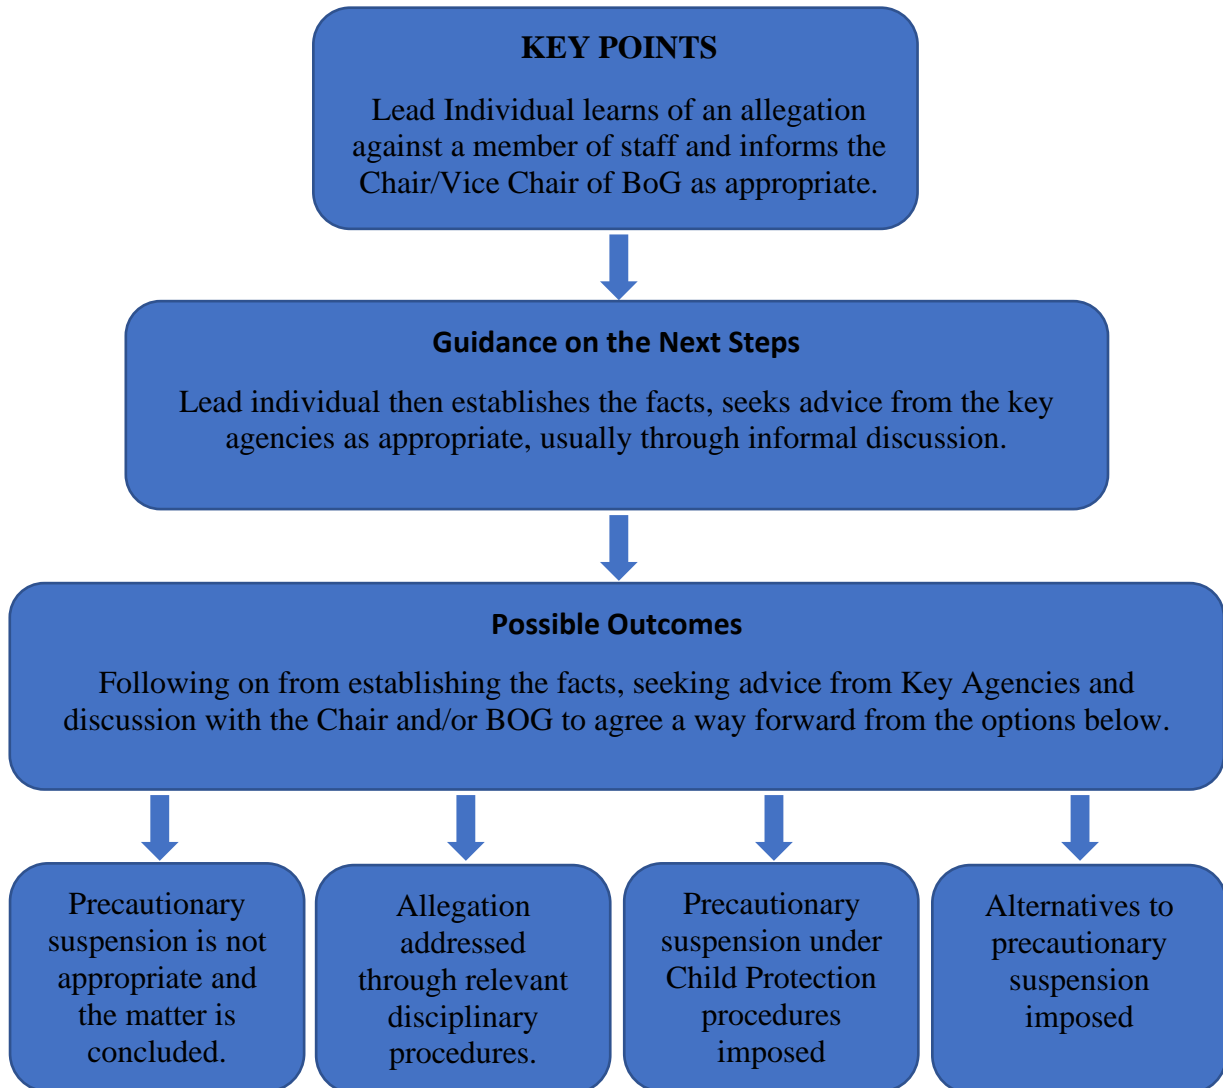 KEY POINTS
Lead Individual learns of an allegation
against a member of staff and informs the
Chair/Vice Chair of BoG as appropriate.
Guidance on the Next Steps
Lead individual then establishes the facts, seeks advice from the key
agencies as appropriate, usually through informal discussion.
Possible Outcomes
Following on from establishing the facts, seeking advice from Key Agencies and
discussion with the Chair and/or BOG to agree a way forward from the options below.
Precautionary
suspension is not
appropriate and
the matter is
concluded.
Allegation
addressed
through relevant
disciplinary
procedures.
Precautionary
suspension under
Child Protection
procedures
imposed
Alternatives to
precautionary
suspension
imposed